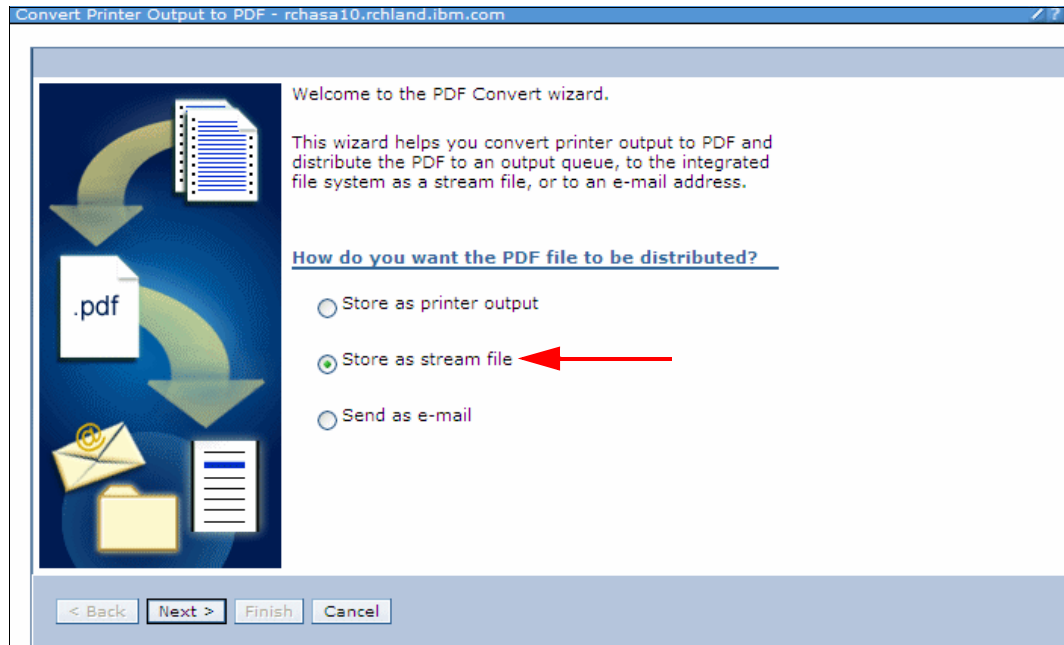 Convert Printer Output to PDF - rchasa10.rchland.ibm.com
Welcome to the PDF Convert wizard.
This wizard helps you convert printer output to PDF and
distribute the PDF to an output queue, to the integrated
file system as a stream file, or to an e-mail address.
How do you want the PDF file to be distributed?
Store as printer output
.pdf
Store as stream file
Send as e-mail
@
< Back Next > Finish Cancel